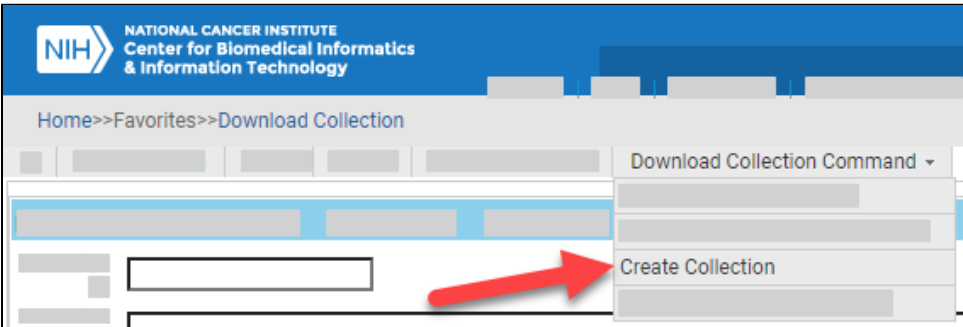 NIH
NATIONAL CANCER INSTITUTE
Center for Biomedical Informatics
& Information Technology
Home>>Favorites>>Download Collection
Download Collection Command
Create Collection